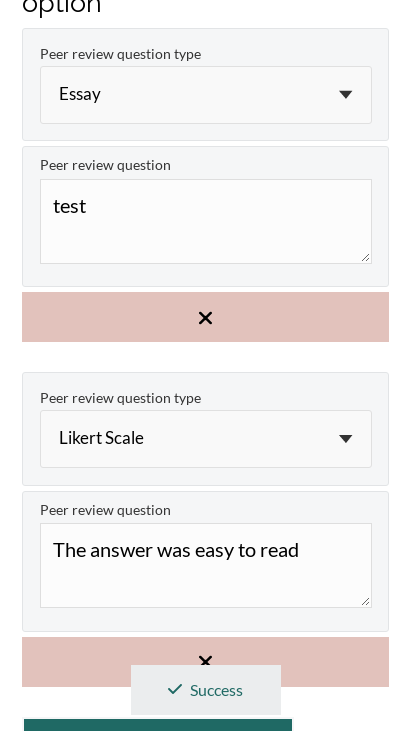 option
Peer review question type
Essay
Peer review question
test
Peer review question type
Likert Scale
Peer review question
The answer was easy to read
Success